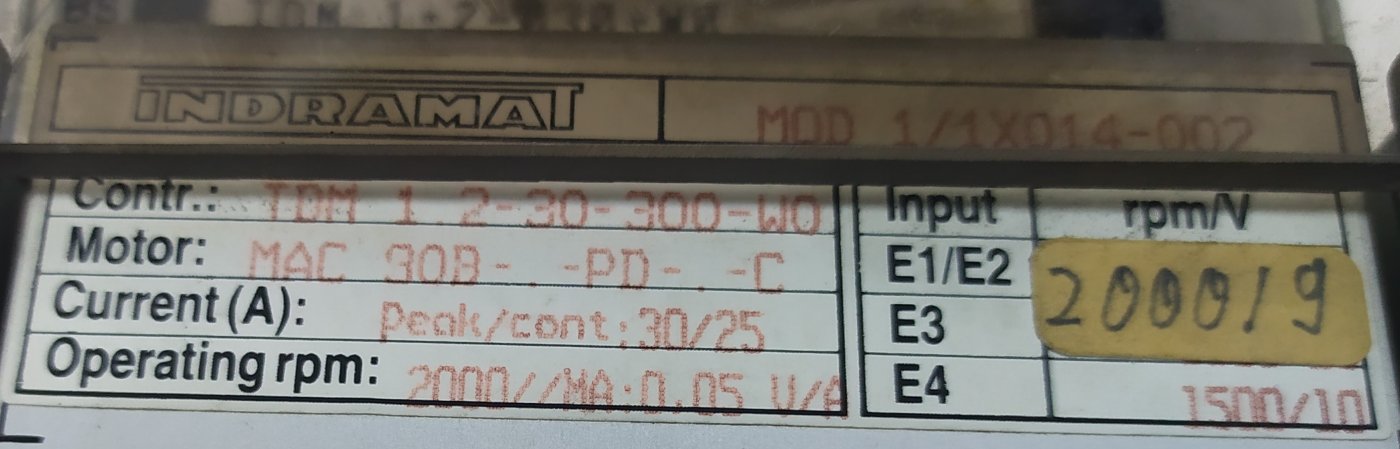 INDRAMAT
MOD 1/1X014-002
Contr.: TDM 1.2-30-300-W0
Motor: MAC 90B-.-PD-.-C
Current (A): Peak/cont:30/25
Operating rpm: 2000//MA:0.05 V/A
Input rpm/V
E1/E2 2000/9
E3
E4 1500/10